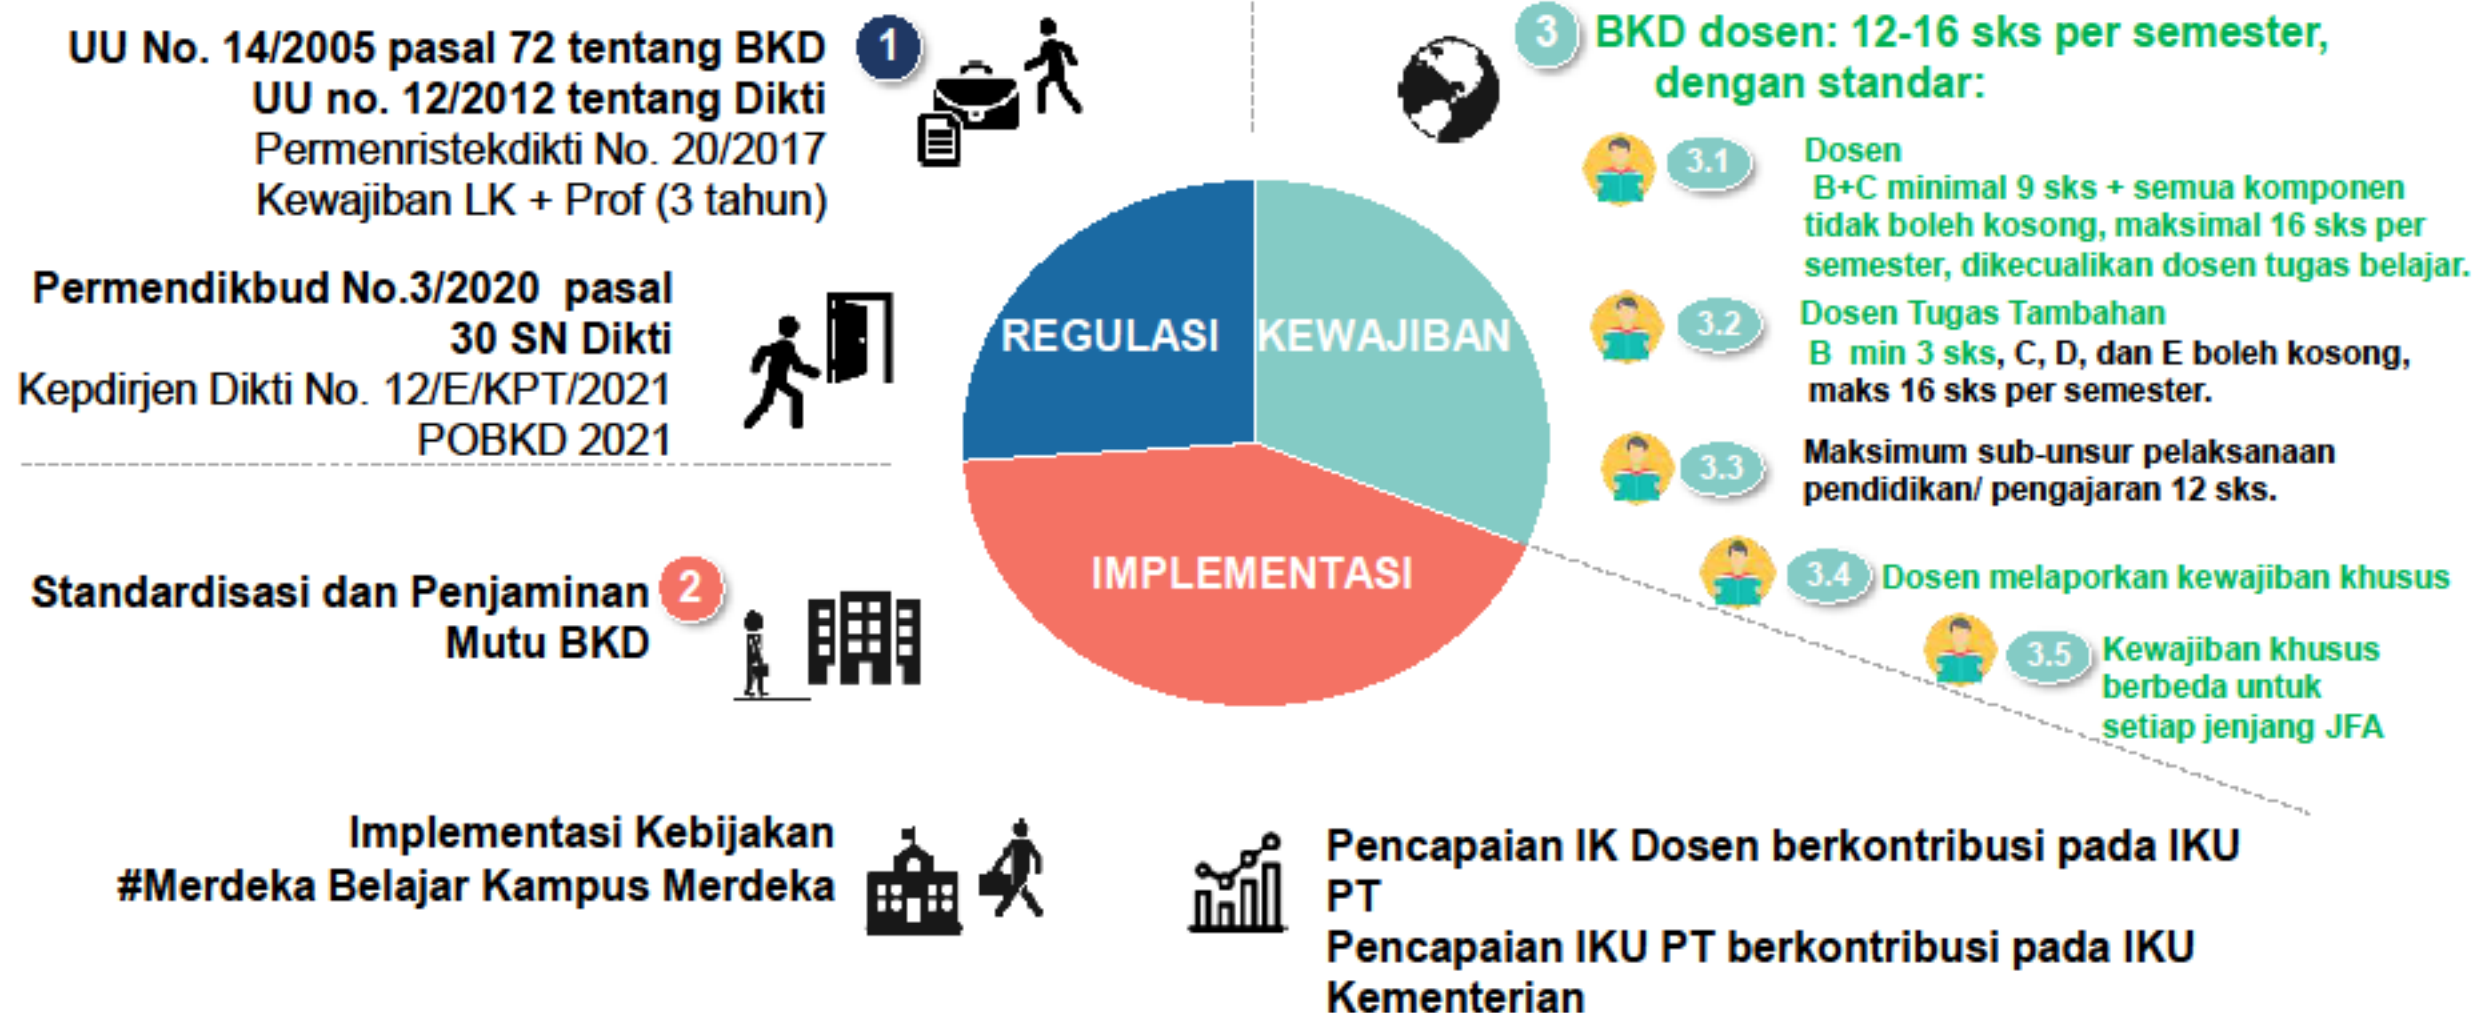 UU No. 14/2005 pasal 72 tentang BKD
UU no. 12/2012 tentang Dikti
Permenristekdikti No. 20/2017
Kewajiban LK + Prof (3 tahun)
1
Permendikbud No.3/2020 pasal
30 SN Dikti
Kepdirjen Dikti No. 12/E/KPT/2021
POBKD 2021
Standardisasi dan Penjaminan
Mutu BKD
2
Implementasi Kebijakan
#Merdeka Belajar Kampus Merdeka
REGULASI
KEWAJIBAN
IMPLEMENTASI
3
BKD dosen: 12-16 sks per semester,
dengan standar:
3.1
Dosen
B+C minimal 9 sks + semua komponen
tidak boleh kosong, maksimal 16 sks per
semester, dikecualikan dosen tugas belajar.
3.2
Dosen Tugas Tambahan
B min 3 sks, C, D, dan E boleh kosong,
maks 16 sks per semester.
3.3
Maksimum sub-unsur pelaksanaan
pendidikan/ pengajaran 12 sks.
3.4
Dosen melaporkan kewajiban khusus
3.5
Kewajiban khusus
berbeda untuk
setiap jenjang JFA
Pencapaian IK Dosen berkontribusi pada IKU
PT
Pencapaian IKU PT berkontribusi pada IKU
Kementerian